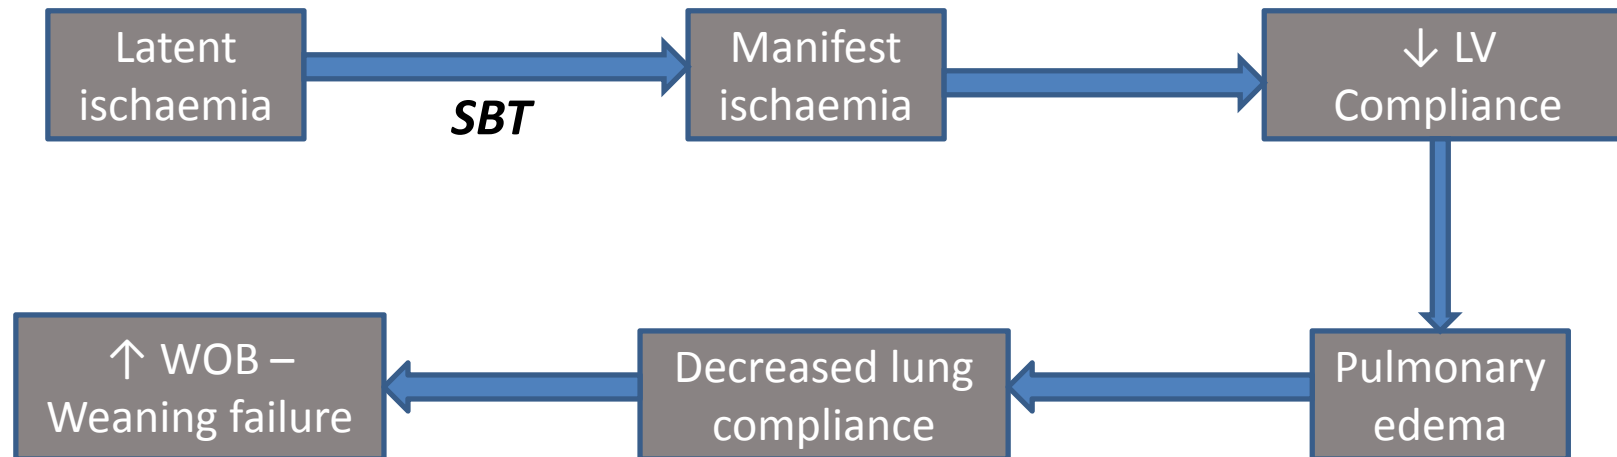 Latent
ischaemia
SBT
Manifest
ischaemia
↓ LV
Compliance
Pulmonary
edema
Decreased lung
compliance
↑ WOB –
Weaning failure